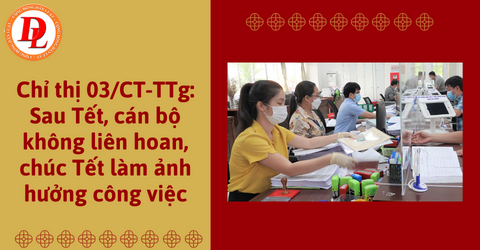 DL
Chỉ thị 03/CT-TTg:
Sau Tết, cán bộ
không liên hoan,
chúc Tết làm ảnh
hưởng công việc